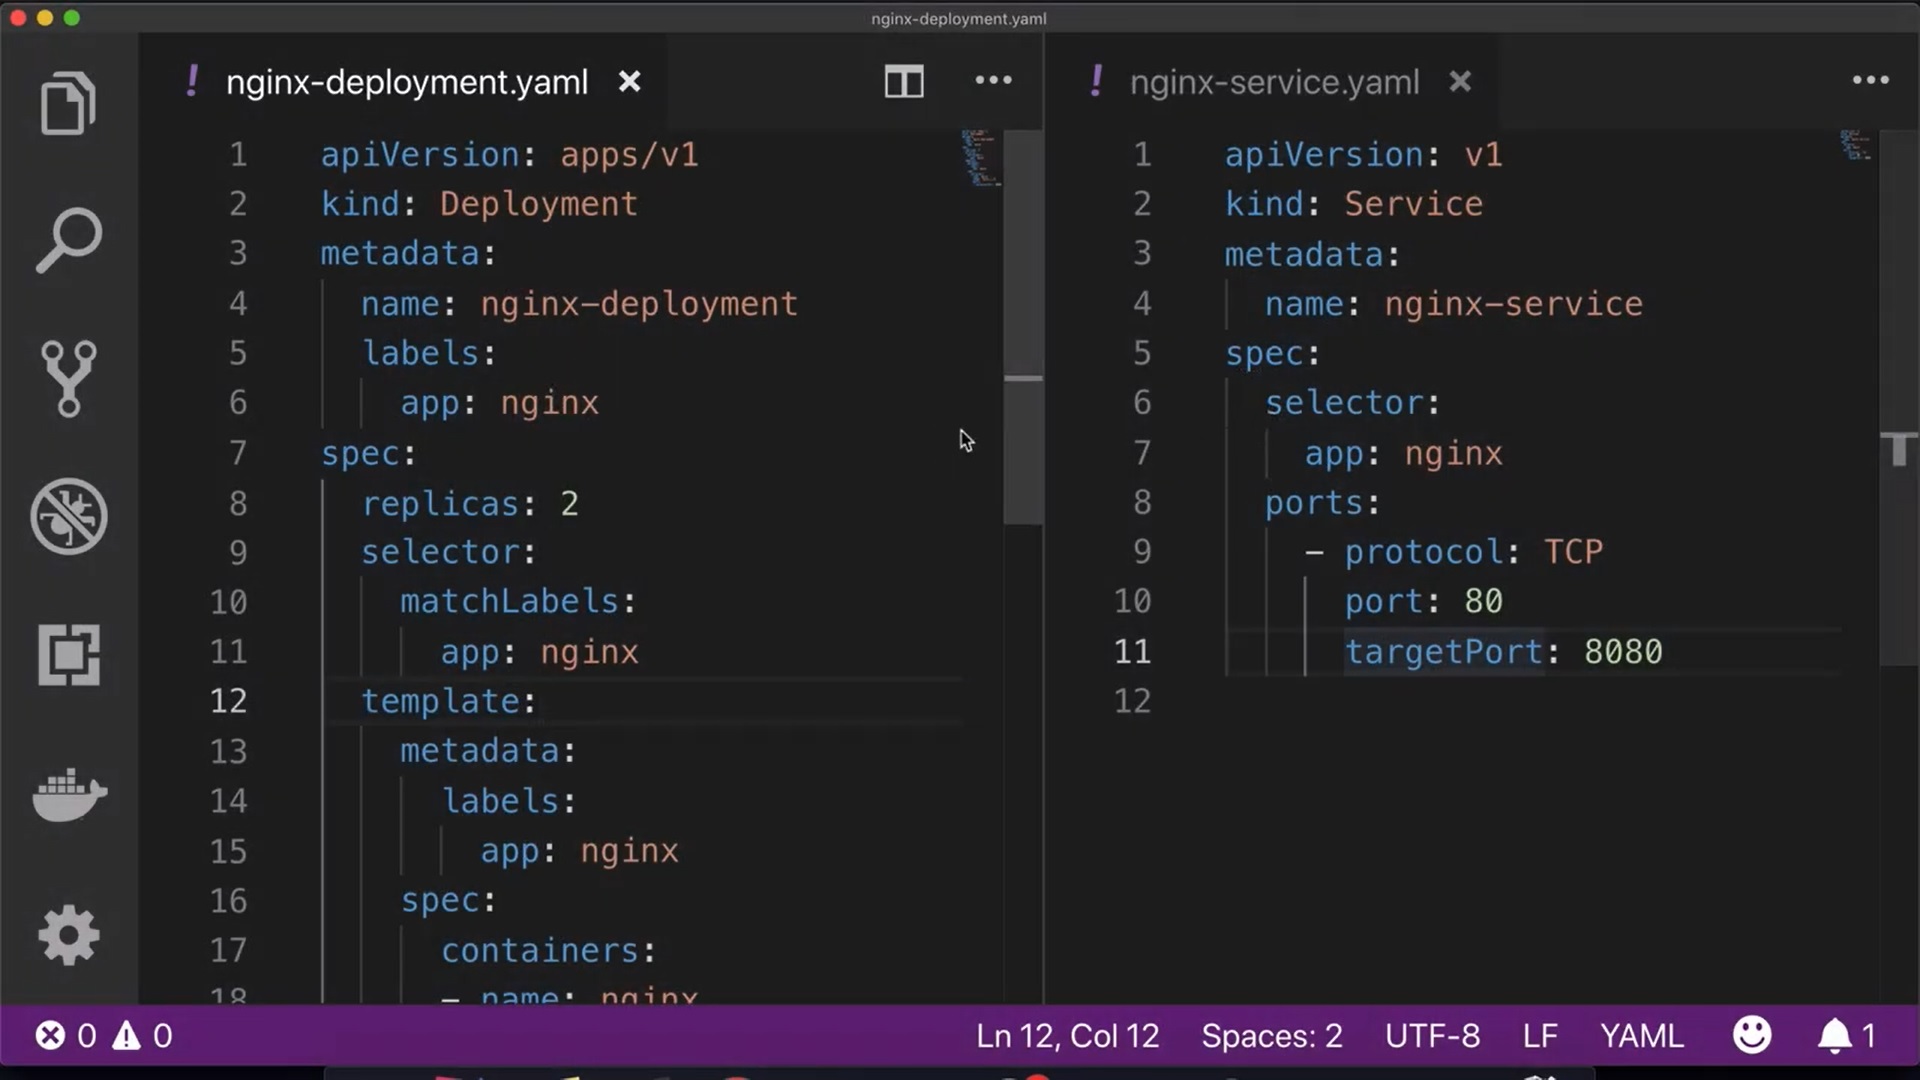 nginx-deployment.yaml
! nginx-deployment.yaml
1 apiVersion: apps/v1
2 kind: Deployment
3 metadata:
4   name: nginx-deployment
5   labels:
6     app: nginx
7 spec:
8   replicas: 2
9   selector:
10     matchLabels:
11       app: nginx
12   template:
13     metadata:
14       labels:
15         app: nginx
16     spec:
17       containers:
18       - name: nginx
! nginx-service.yaml
1 apiVersion: v1
2 kind: Service
3 metadata:
4   name: nginx-service
5 spec:
6   selector:
7     app: nginx
8   ports:
9     - protocol: TCP
10       port: 80
11       targetPort: 8080
12
0 0 Ln 12, Col 12 Spaces: 2 UTF-8 LF YAML 1